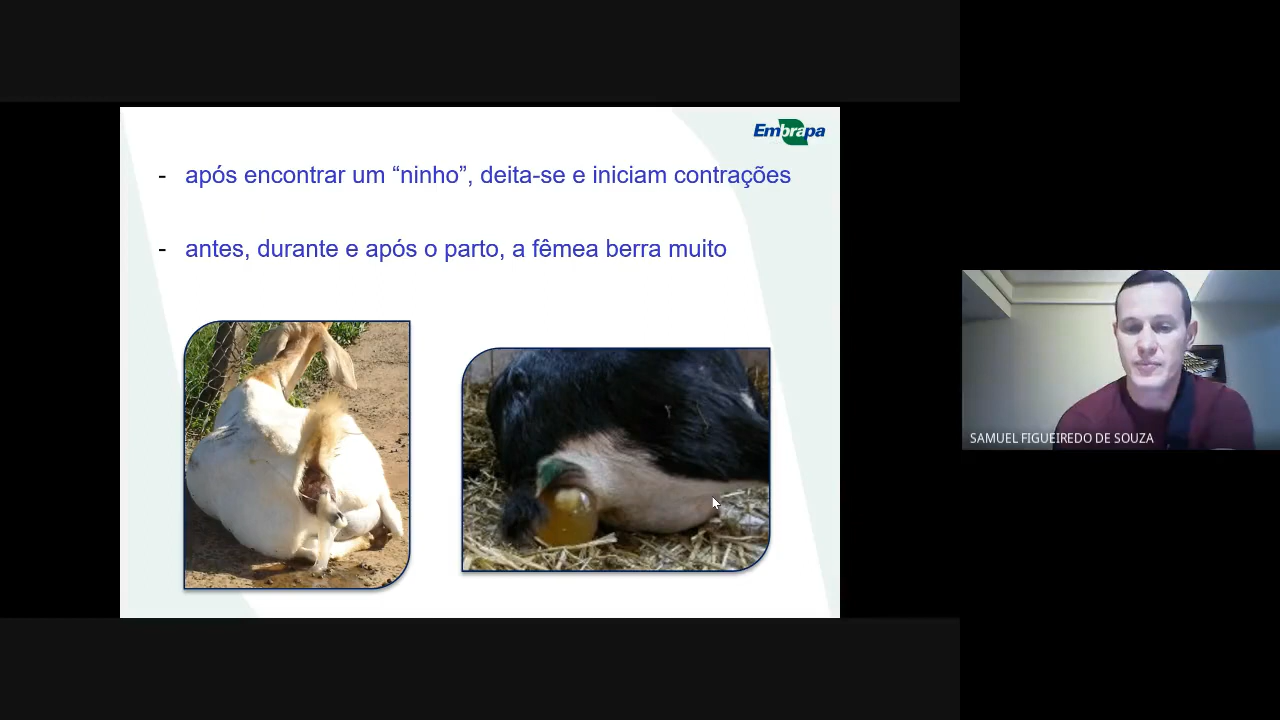 Embrapa
- após encontrar um “ninho”, deita-se e iniciam contrações
- antes, durante e após o parto, a fêmea berra muito
SAMUEL FIGUEIREDO DE SOUZA